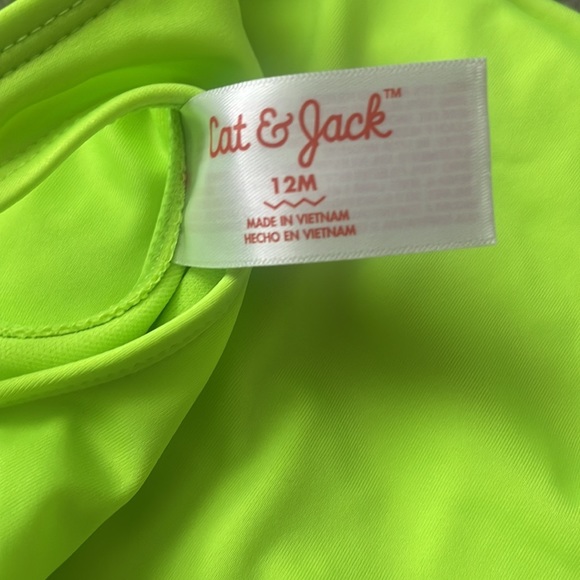 Cat & Jack™
12M
MADE IN VIETNAM
HECHO EN VIETNAM